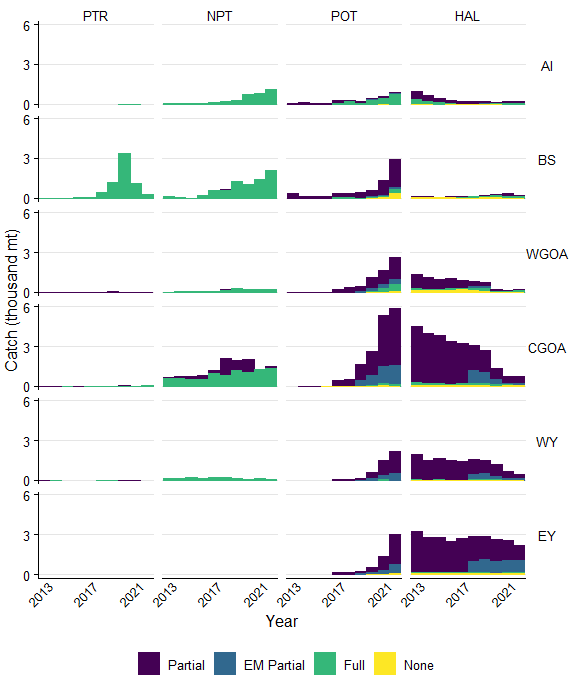 PTR NPT POT HAL
6
3
0
AI
6
3
0
BS
6
3
0
WGOA
6
3
0
CGOA
6
3
0
WY
6
3
0
EY
Catch (thousand mt)
2013 2017 2021 2013 2017 2021 2013 2017 2021 2013 2017 2021
Year
Partial EM Partial Full None